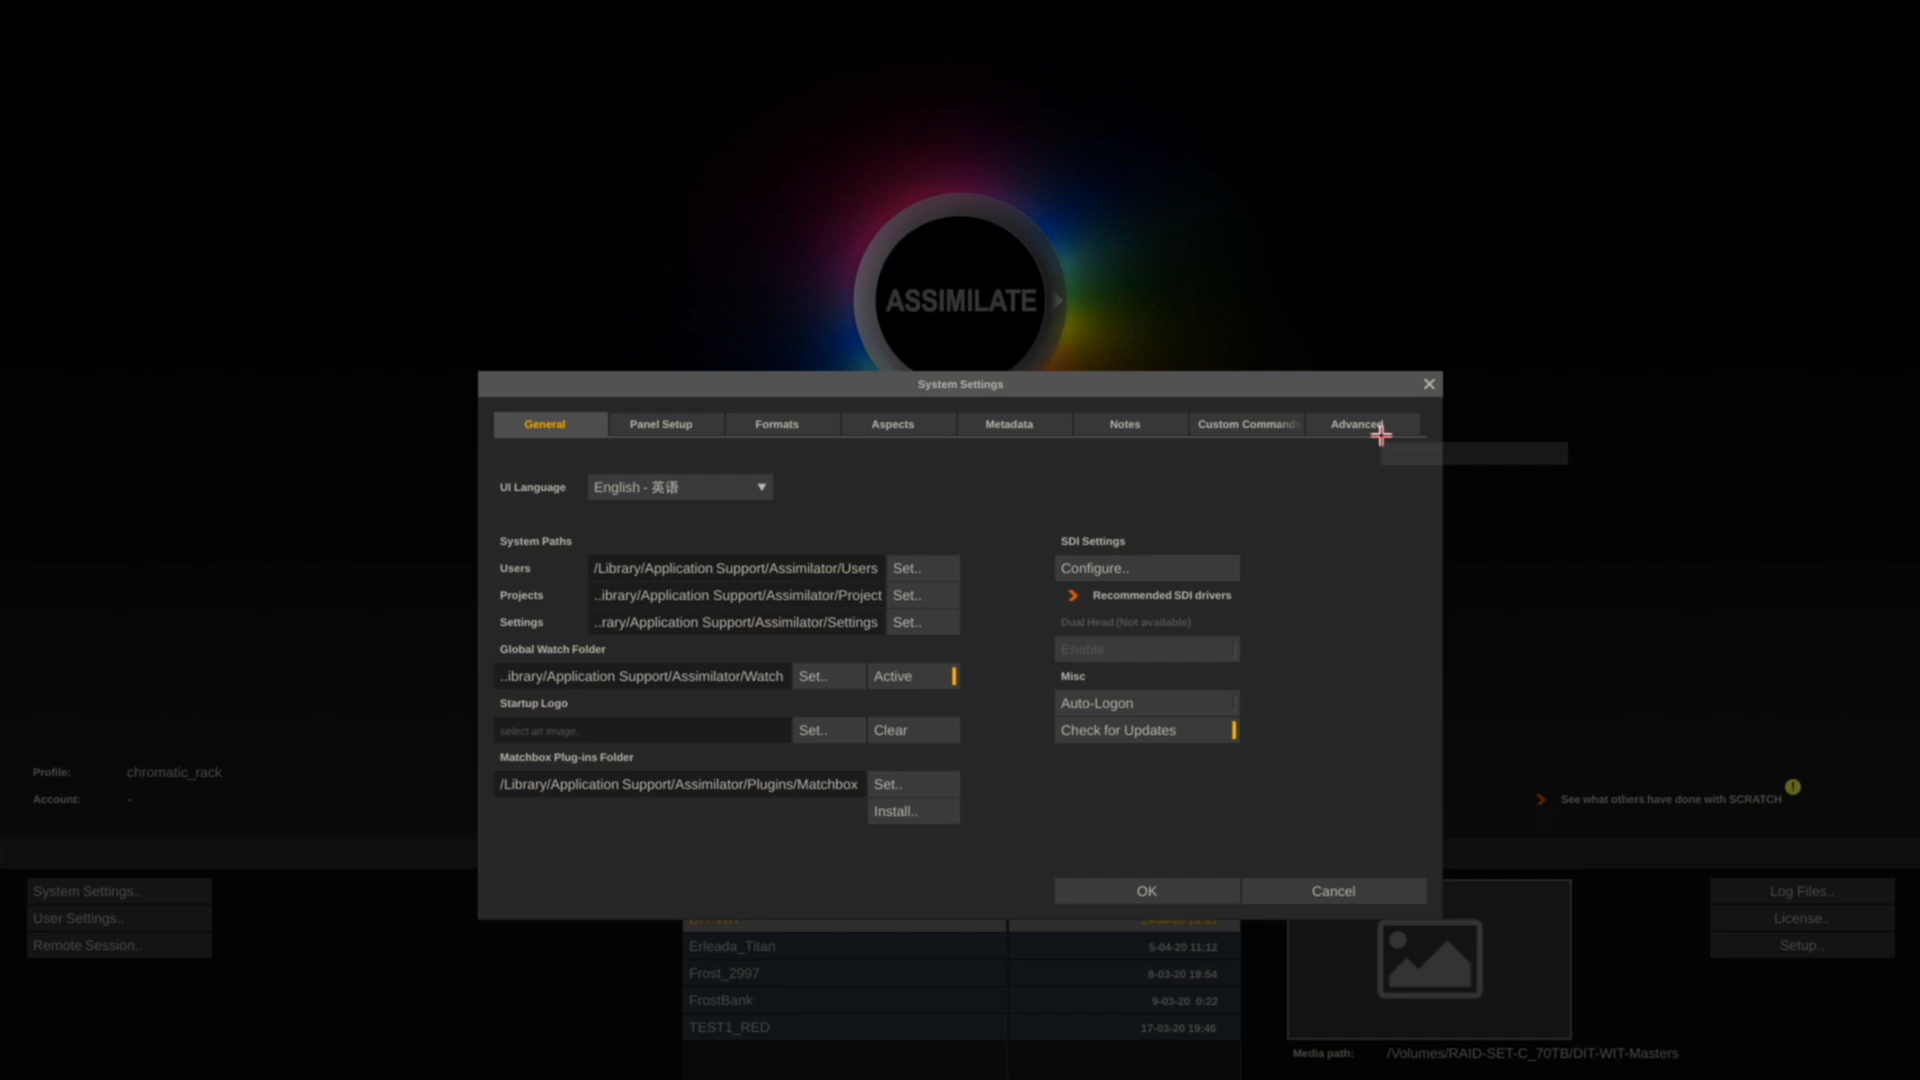 ASSIMILATE
System Settings
General
Panel Setup
Formats
Aspects
Metadata
Notes
Custom Command
Advanced
UI Language
English - 英语
System Paths
Users
/Library/Application Support/Assimilator/Users
Set..
Projects
..ibrary/Application Support/Assimilator/Project
Set..
Settings
..rary/Application Support/Assimilator/Settings
Set..
Global Watch Folder
..ibrary/Application Support/Assimilator/Watch
Set..
Active
Startup Logo
select an image..
Set..
Clear
Matchbox Plug-ins Folder
/Library/Application Support/Assimilator/Plugins/Matchbox
Set..
Install..
SDI Settings
Configure..
Recommended SDI drivers
Dual Head (Not available)
Enable
Misc
Auto-Logon
Check for Updates
OK
Cancel
Profile:
chromatic_rack
Account:
-
See what others have done with SCRATCH
System Settings..
User Settings..
Remote Session..
Erleada_Titan
5-04-20 11:12
Frost_2997
8-03-20 19:54
FrostBank
9-03-20 0:22
TEST1_RED
17-03-20 19:46
Log Files..
License..
Setup..
Media path:
/Volumes/RAID-SET-C_70TB/DIT-WIT-Masters